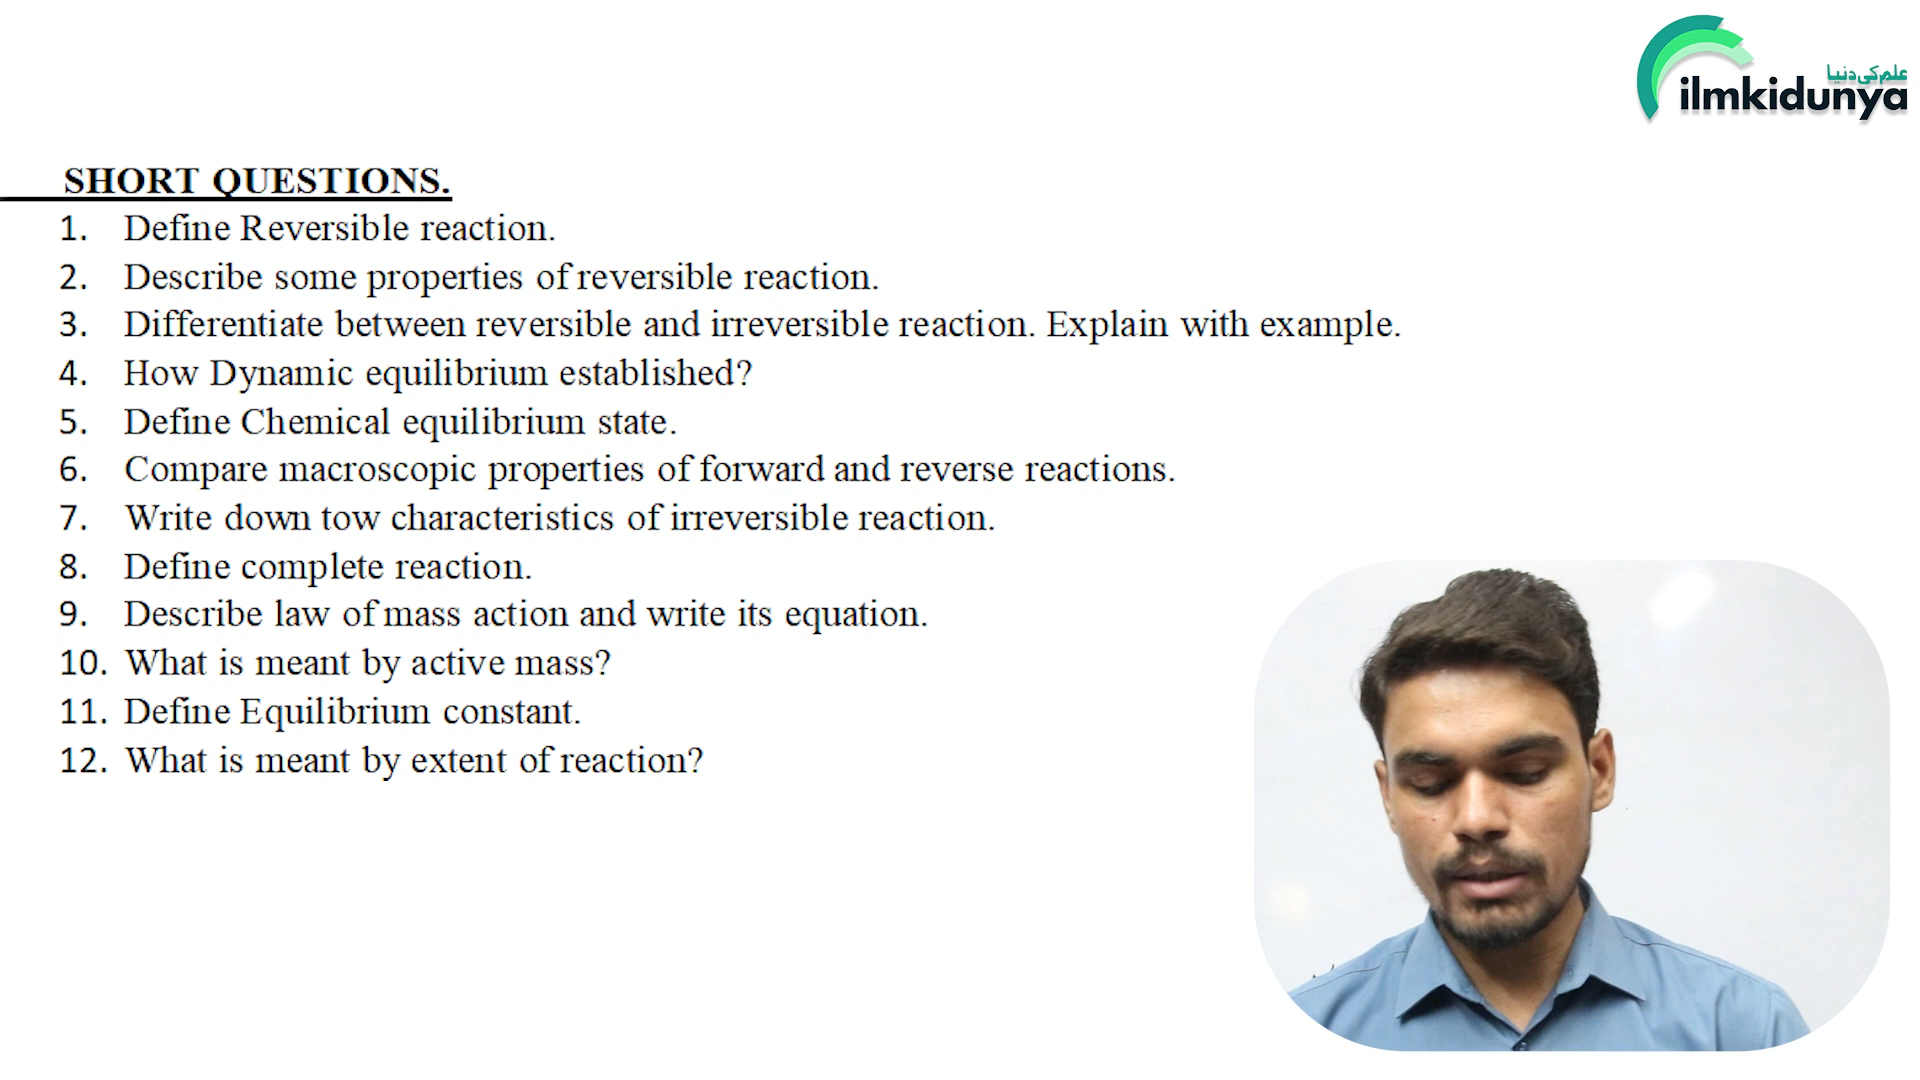 علم کی دنیا
ilmkidunya
SHORT QUESTIONS.
1. Define Reversible reaction.
2. Describe some properties of reversible reaction.
3. Differentiate between reversible and irreversible reaction. Explain with example.
4. How Dynamic equilibrium established?
5. Define Chemical equilibrium state.
6. Compare macroscopic properties of forward and reverse reactions.
7. Write down tow characteristics of irreversible reaction.
8. Define complete reaction.
9. Describe law of mass action and write its equation.
10. What is meant by active mass?
11. Define Equilibrium constant.
12. What is meant by extent of reaction?